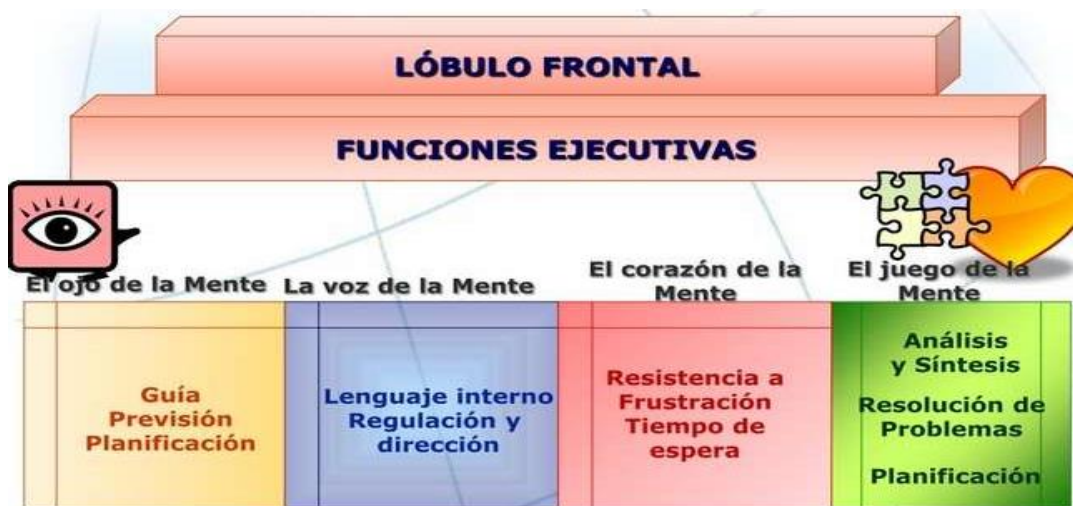 LÓBULO FRONTAL
FUNCIONES EJECUTIVAS
El ojo de la Mente
Guía
Previsión
Planificación
La voz de la Mente
Lenguaje interno
Regulación y
dirección
El corazón de la
Mente
Resistencia a
Frustración
Tiempo de
espera
El juego de la
Mente
Análisis
y Síntesis
Resolución de
Problemas
Planificación